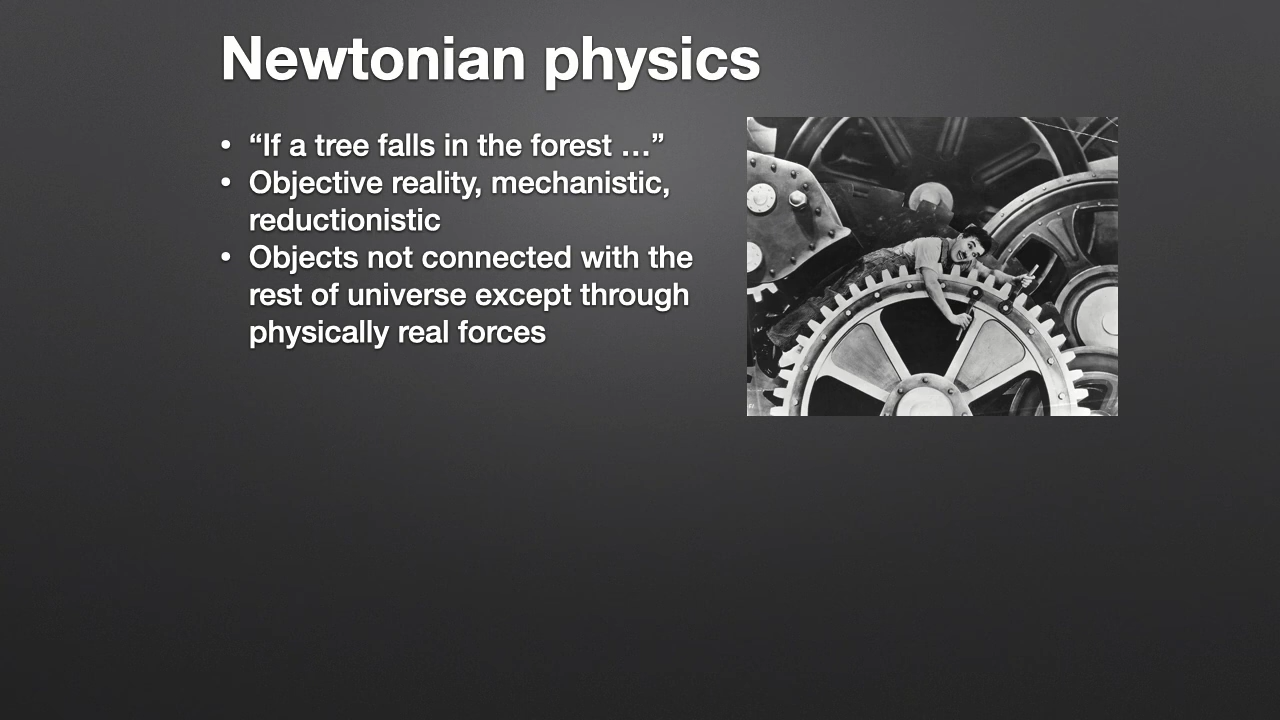 Newtonian physics
• “If a tree falls in the forest …”
• Objective reality, mechanistic,
reductionistic
• Objects not connected with the
rest of universe except through
physically real forces